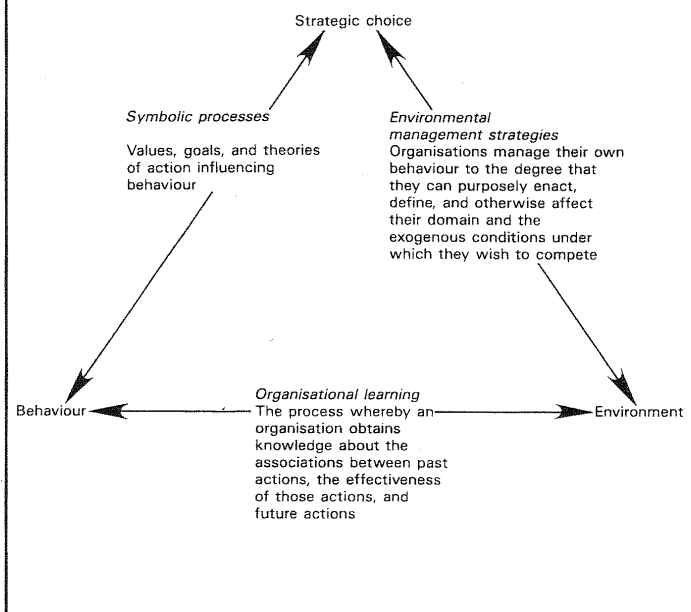 Strategic choice
Symbolic processes
Values, goals, and theories
of action influencing
behaviour
Environmental
management strategies
Organisations manage their own
behaviour to the degree that
they can purposely enact,
define, and otherwise affect
their domain and the
exogenous conditions under
which they wish to compete
Behaviour
Organisational learning
The process whereby an
organisation obtains
knowledge about the
associations between past
actions, the effectiveness
of those actions, and
future actions
Environment